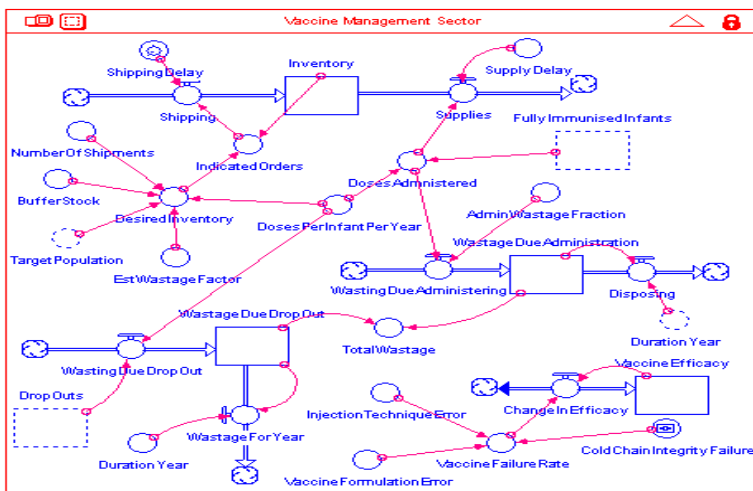 Vaccine Management Sector
Inventory
Shipping Delay
Supply Delay
Shipping
Supplies
Fully Immunised Infants
Number Of Shipments
Indicated Orders
Doses Administered
Buffer Stock
Admin Wastage Fraction
Desired Inventory
Doses Per Infant Per Year
Wastage Due Administration
Target Population
Est Wastage Factor
Wasting Due Administering
Disposing
Wastage Due Drop Out
Total Wastage
Duration Year
Wasting Due Drop Out
Vaccine Efficacy
Drop Outs
Injection Technique Error
Change In Efficacy
Wastage For Year
Cold Chain Integrity Failure
Duration Year
Vaccine Failure Rate
Vaccine Formulation Error